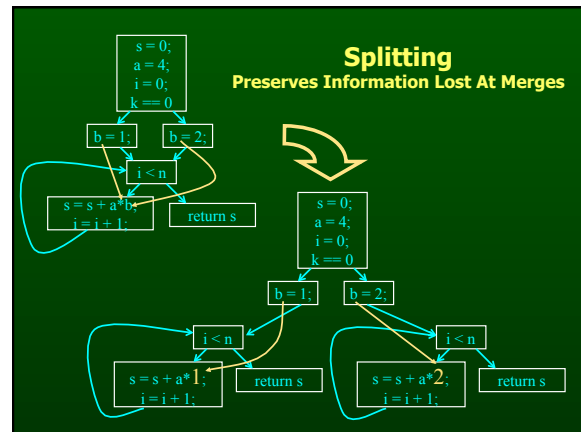 Splitting
Preserves Information Lost At Merges
s = 0;
a = 4;
i = 0;
k == 0
b = 1;
b = 2;
i < n
s = s + a*b;
i = i + 1;
return s
s = 0;
a = 4;
i = 0;
k == 0
b = 1;
b = 2;
i < n
s = s + a*1;
i = i + 1;
return s
i < n
s = s + a*2;
i = i + 1;
return s